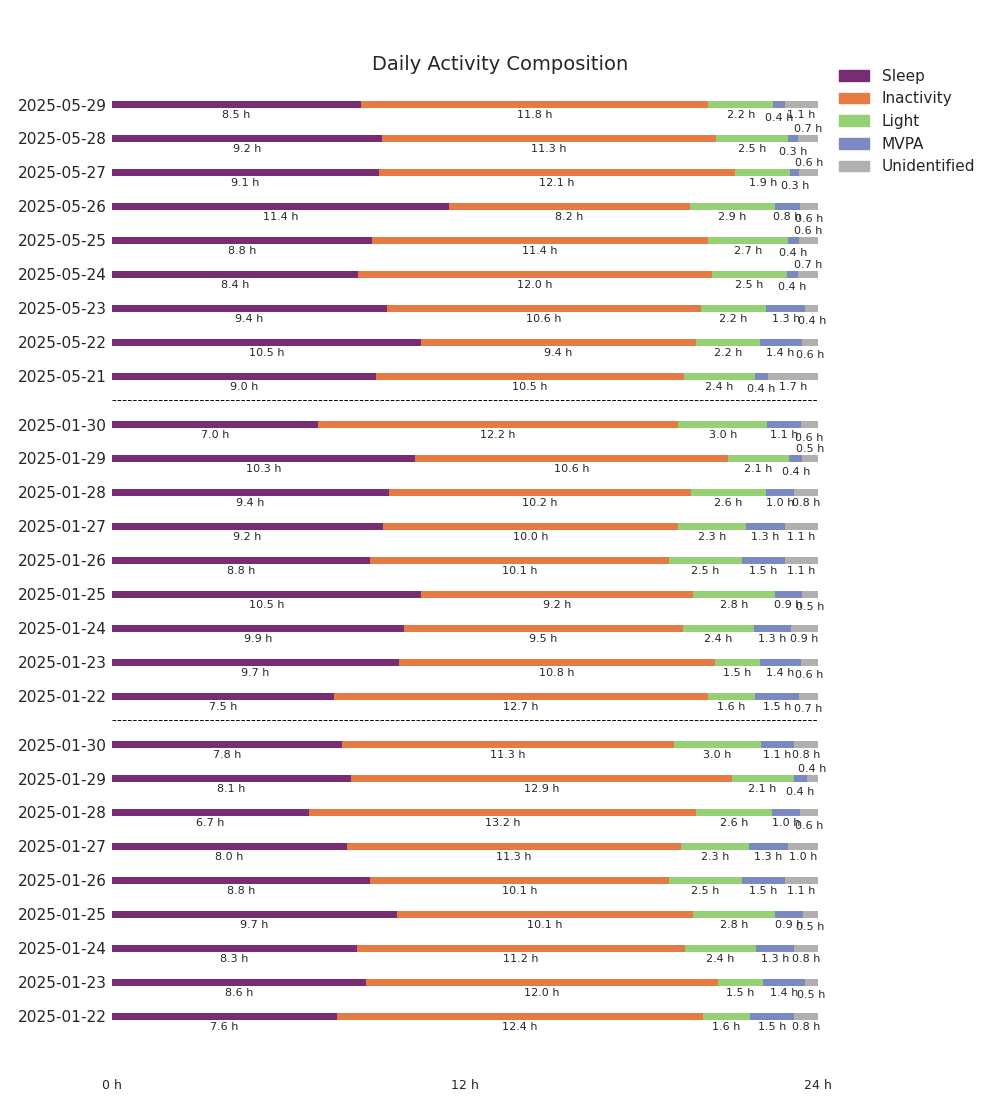 Daily Activity Composition
Sleep
Inactivity
Light
MVPA
Unidentified
2025-05-29
8.5 h 11.8 h 2.2 h 0.4 h 1.1 h
2025-05-28
9.2 h 11.3 h 2.5 h 0.3 h 0.7 h
2025-05-27
9.1 h 12.1 h 1.9 h 0.3 h 0.6 h
2025-05-26
11.4 h 8.2 h 2.9 h 0.8 h 0.6 h
2025-05-25
8.8 h 11.4 h 2.7 h 0.4 h 0.6 h
2025-05-24
8.4 h 12.0 h 2.5 h 0.4 h 0.7 h
2025-05-23
9.4 h 10.6 h 2.2 h 1.3 h 0.4 h
2025-05-22
10.5 h 9.4 h 2.2 h 1.4 h 0.6 h
2025-05-21
9.0 h 10.5 h 2.4 h 0.4 h 1.7 h
2025-01-30
7.0 h 12.2 h 3.0 h 1.1 h 0.6 h
2025-01-29
10.3 h 10.6 h 2.1 h 0.4 h 0.5 h
2025-01-28
9.4 h 10.2 h 2.6 h 1.0 h 0.8 h
2025-01-27
9.2 h 10.0 h 2.3 h 1.3 h 1.1 h
2025-01-26
8.8 h 10.1 h 2.5 h 1.5 h 1.1 h
2025-01-25
10.5 h 9.2 h 2.8 h 0.9 h 0.5 h
2025-01-24
9.9 h 9.5 h 2.4 h 1.3 h 0.9 h
2025-01-23
9.7 h 10.8 h 1.5 h 1.4 h 0.6 h
2025-01-22
7.5 h 12.7 h 1.6 h 1.5 h 0.7 h
2025-01-30
7.8 h 11.3 h 3.0 h 1.1 h 0.8 h
2025-01-29
8.1 h 12.9 h 2.1 h 0.4 h 0.4 h
2025-01-28
6.7 h 13.2 h 2.6 h 1.0 h 0.6 h
2025-01-27
8.0 h 11.3 h 2.3 h 1.3 h 1.0 h
2025-01-26
8.8 h 10.1 h 2.5 h 1.5 h 1.1 h
2025-01-25
9.7 h 10.1 h 2.8 h 0.9 h 0.5 h
2025-01-24
8.3 h 11.2 h 2.4 h 1.3 h 0.8 h
2025-01-23
8.6 h 12.0 h 1.5 h 1.4 h 0.5 h
2025-01-22
7.6 h 12.4 h 1.6 h 1.5 h 0.8 h
0 h 12 h 24 h